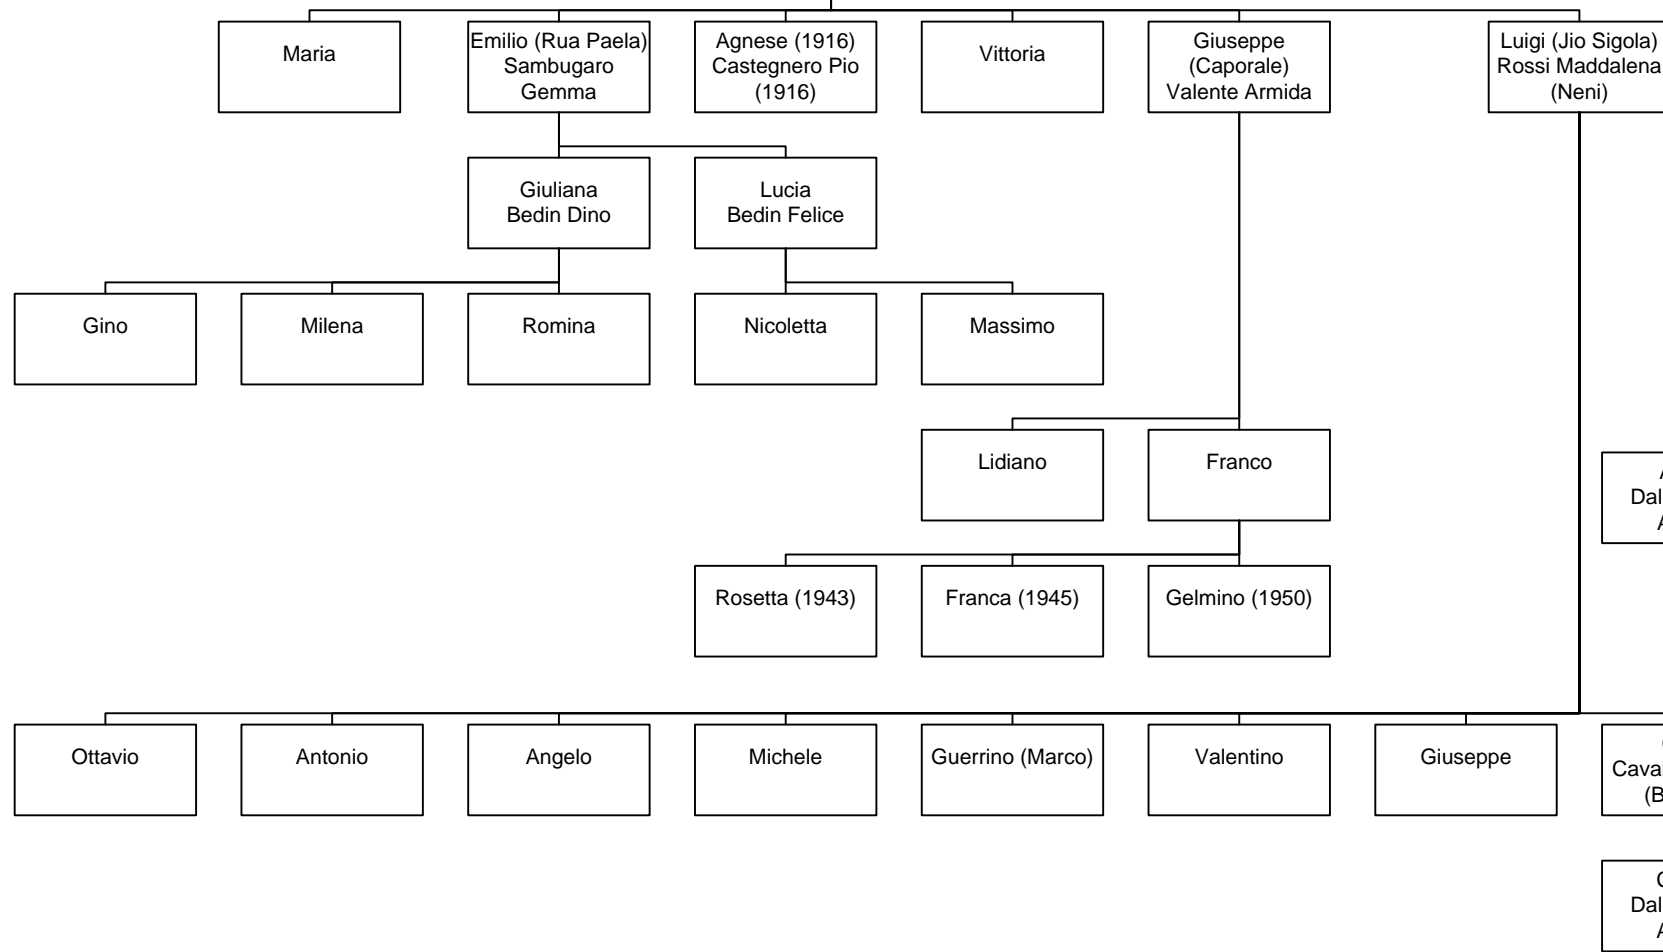 Maria
Emilio (Rua Paela)
Sambugaro
Gemma
Agnese (1916)
Castegnero Pio
(1916)
Vittoria
Giuseppe
(Caporale)
Valente Armida
Luigi (Jio Sigola)
Rossi Maddalena
(Neni)
Giuliana
Bedin Dino
Lucia
Bedin Felice
Gino
Milena
Romina
Nicoletta
Massimo
Lidiano
Franco
Rosetta (1943)
Franca (1945)
Gelmino (1950)
Ottavio
Antonio
Angelo
Michele
Guerrino (Marco)
Valentino
Giuseppe